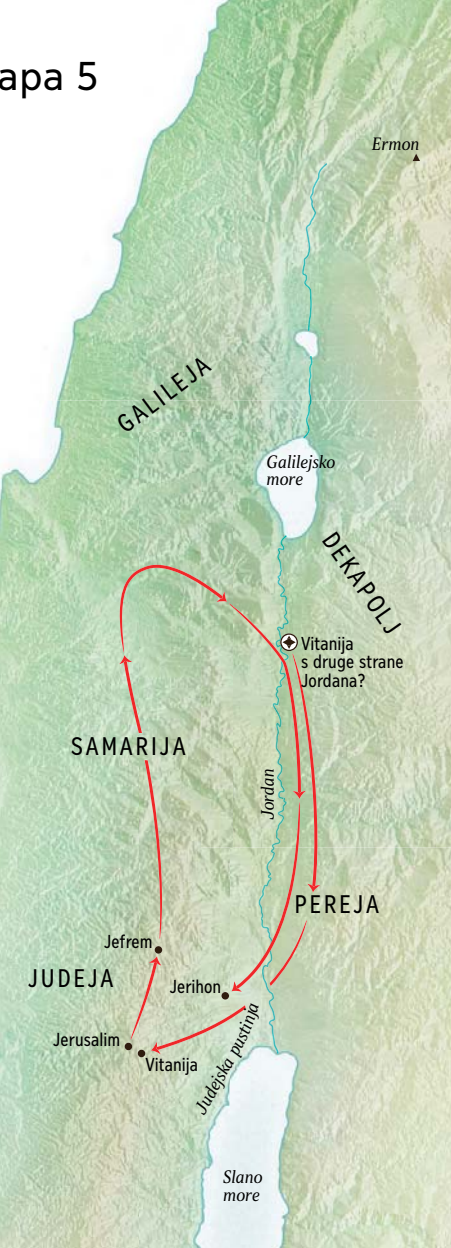 apa 5
Ermon
GALILEJA
Galilejsko
more
DEKAPOLJ
Vitanija
s druge strane
Jordana?
SAMARIJA
Jordan
PEREJA
Jefrem
JUDEJA
Jerihon
Jerusalim
Vitanija
Judejska pustinja
Slano
more